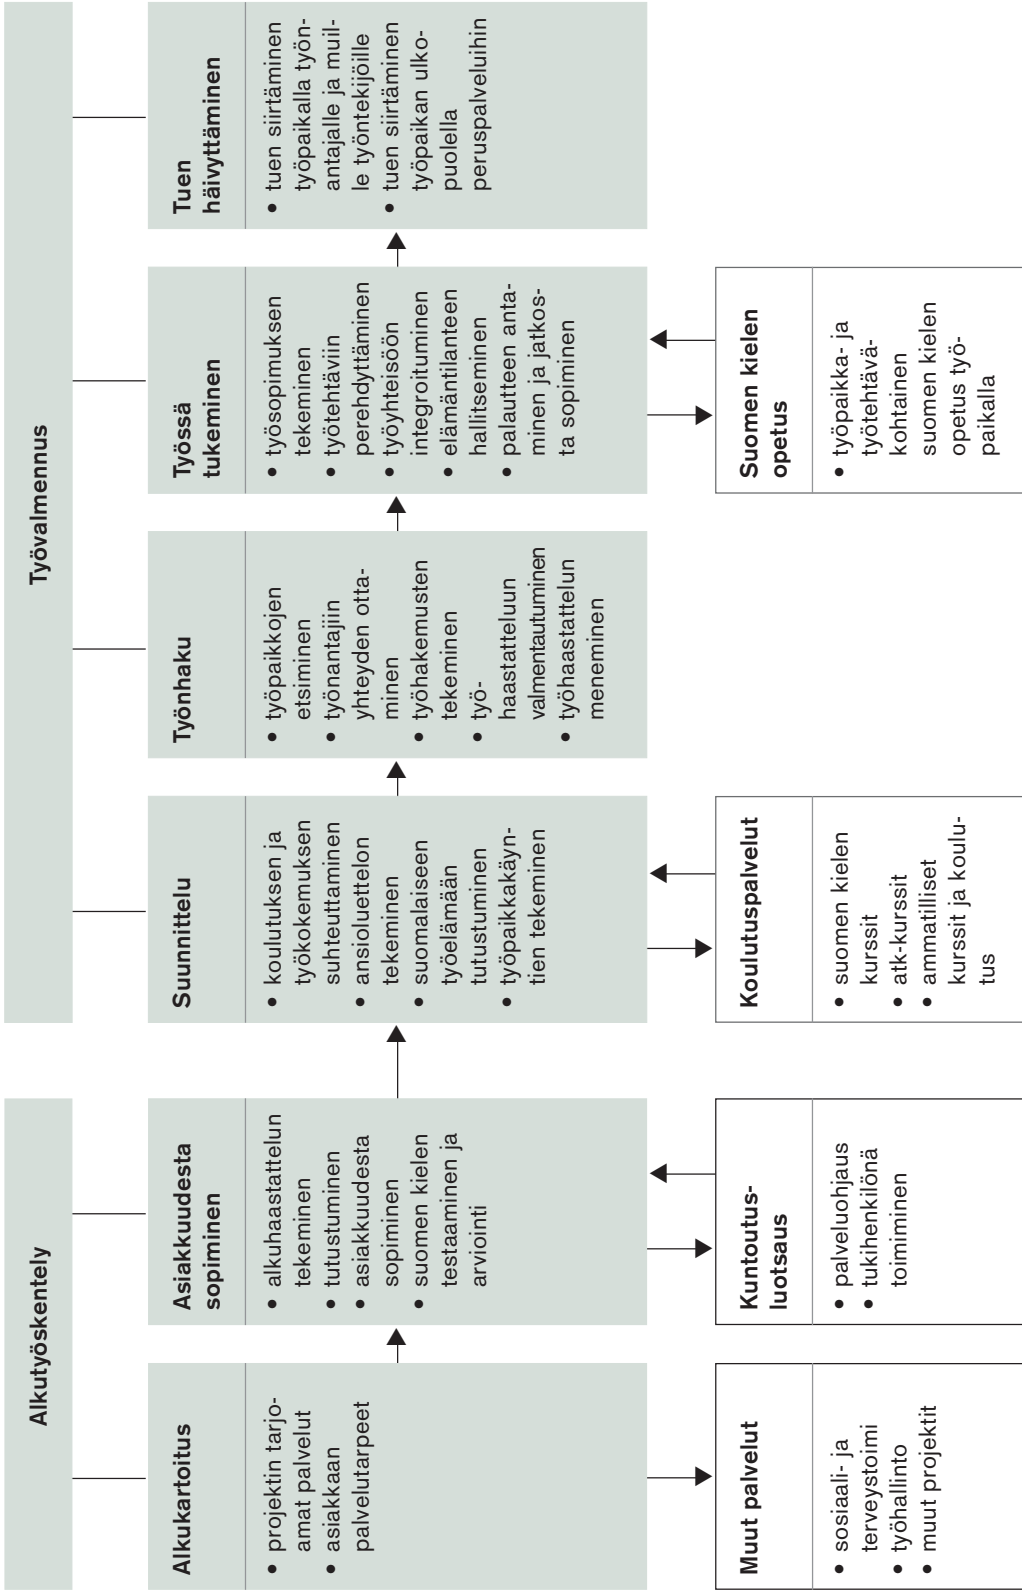 Alkutyöskentely
Työvalmennus
Alkukartoitus
• projektin tarjo-
amat palvelut
• asiakkaan
palvelutarpeet
Asiakkuudesta
sopiminen
• alkuhaastattelun
tekeminen
• tutustuminen
• asiakkuudesta
sopiminen
• suomen kielen
testaaminen ja
arviointi
Suunnittelu
• koulutuksen ja
työkokemuksen
suhteuttaminen
• ansioluettelon
tekeminen
• suomalaiseen
työelämään
tutustuminen
• työpaikkakäyn-
tien tekeminen
Työnhaku
• työpaikkojen
etsiminen
• työnantajiin
yhteyden otta-
minen
• työhakemusten
tekeminen
• työ-
haastatteluun
valmentautuminen
• työhaastattelun
meneminen
Työssä
tukeminen
• työsopimuksen
tekeminen
• työtehtäviin
perehdyttäminen
• työyhteisöön
integroituminen
• elämäntilanteen
hallitseminen
• palautteen anta-
minen ja jatkos-
ta sopiminen
Tuen
häivyttäminen
• tuen siirtäminen
työpaikalla työn-
antajalle ja muil-
le työntekijöille
• tuen siirtäminen
työpaikan ulko-
puolella
peruspalveluihin
Muut palvelut
• sosiaali- ja
terveystoimi
• työhallinto
• muut projektit
Kuntoutus-
luotsaus
• palveluohjaus
• tukihenkilönä
toimiminen
Koulutuspalvelut
• suomen kielen
kurssit
• atk-kurssit
• ammatilliset
kurssit ja koulu-
tus
Suomen kielen
opetus
• työpaikka- ja
työtehtävä-
kohtainen
suomen kielen
opetus työ-
paikalla